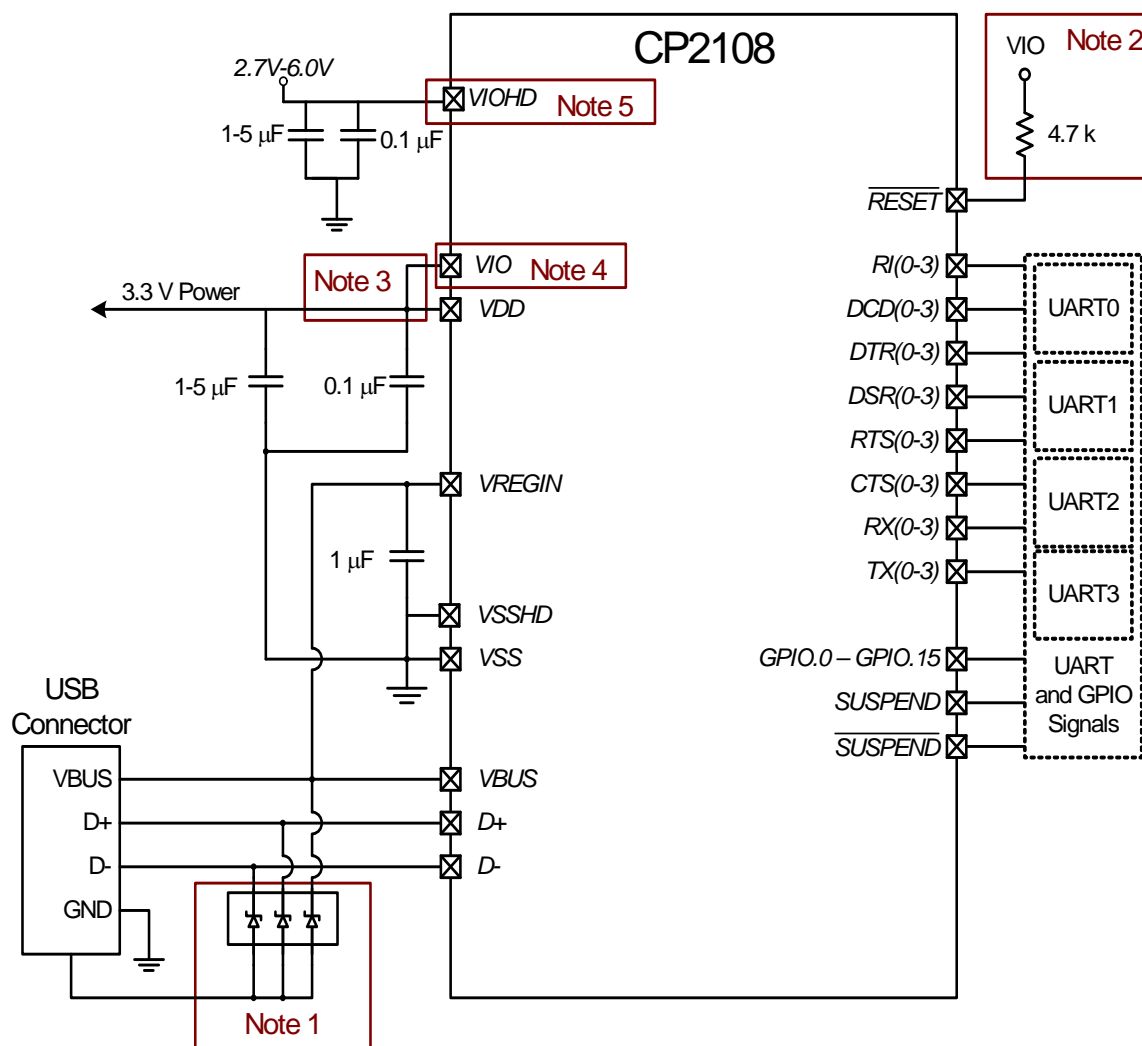 CP2108
VIO
Note 2
4.7 k
2.7V-6.0V
VIOHD
Note 5
1-5 μF
0.1 μF
RESET
Note 3
VIO
Note 4
3.3 V Power
VDD
1-5 μF
0.1 μF
VREGIN
1 μF
VSSHD
VSS
RI(0-3)
DCD(0-3)
DTR(0-3)
DSR(0-3)
RTS(0-3)
CTS(0-3)
RX(0-3)
TX(0-3)
GPIO.0 – GPIO.15
SUSPEND
SUSPEND
UART0
UART1
UART2
UART3
UART
and GPIO
Signals
USB
Connector
VBUS
D+
D-
GND
VBUS
D+
D-
Note 1